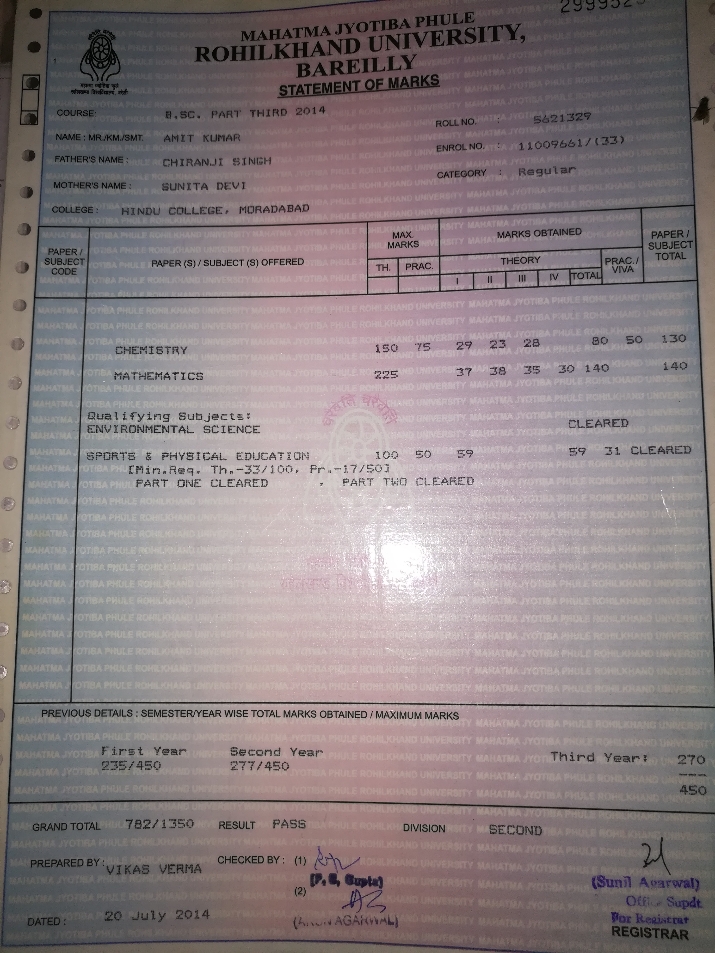 MAHATMA JYOTIBA PHULE
ROHILKHAND UNIVERSITY,
BAREILLY
STATEMENT OF MARKS
COURSE: B.SC. PART THIRD 2014
ROLL NO. : 5621329
NAME : MR./KM./SMT. AMIT KUMAR
ENROL NO. : 11009661/(33)
FATHER'S NAME : CHIRANJI SINGH
CATEGORY : Regular
MOTHER'S NAME : SUNITA DEVI
COLLEGE : HINDU COLLEGE, MORADABAD
PAPER / SUBJECT CODE
PAPER (S) / SUBJECT (S) OFFERED
MAX. MARKS
MARKS OBTAINED
PAPER / SUBJECT TOTAL
TH. PRAC.
THEORY
PRAC./ VIVA
I II III IV TOTAL
CHEMISTRY 150 75 29 23 28 80 50 130
MATHEMATICS 225 37 38 35 30 140 140
Qualifying Subjects:
ENVIRONMENTAL SCIENCE CLEARED
SPORTS & PHYSICAL EDUCATION 100 50 59 59 31 CLEARED
[Min.Req. Th.-33/100, Pr.-17/50]
PART ONE CLEARED , PART TWO CLEARED
PREVIOUS DETAILS : SEMESTER/YEAR WISE TOTAL MARKS OBTAINED / MAXIMUM MARKS
First Year Second Year Third Year: 270
235/450 277/450
---
450
GRAND TOTAL 782/1350 RESULT PASS DIVISION SECOND
PREPARED BY : VIKAS VERMA CHECKED BY : (1)
(P. S. Gupta)
(2)
(Sunil Agarwal)
Office Supdt.
For Registrar
REGISTRAR
DATED : 20 July 2014
AGARWAL)